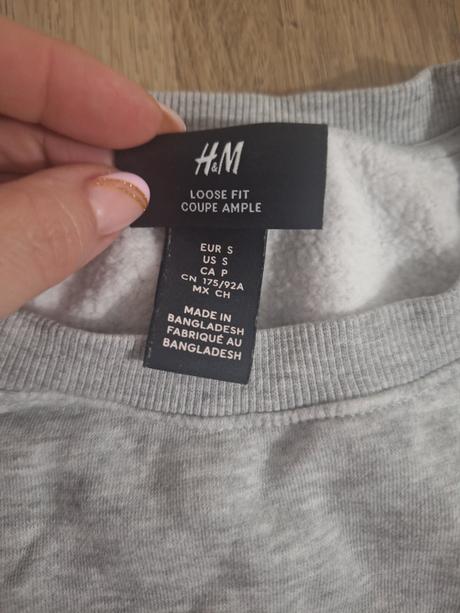 H&M
LOOSE FIT
COUPE AMPLE
EUR S
US S
CA P
CN 175/92A
MX CH
MADE IN
BANGLADESH
FABRIQUÉ AU
BANGLADESH